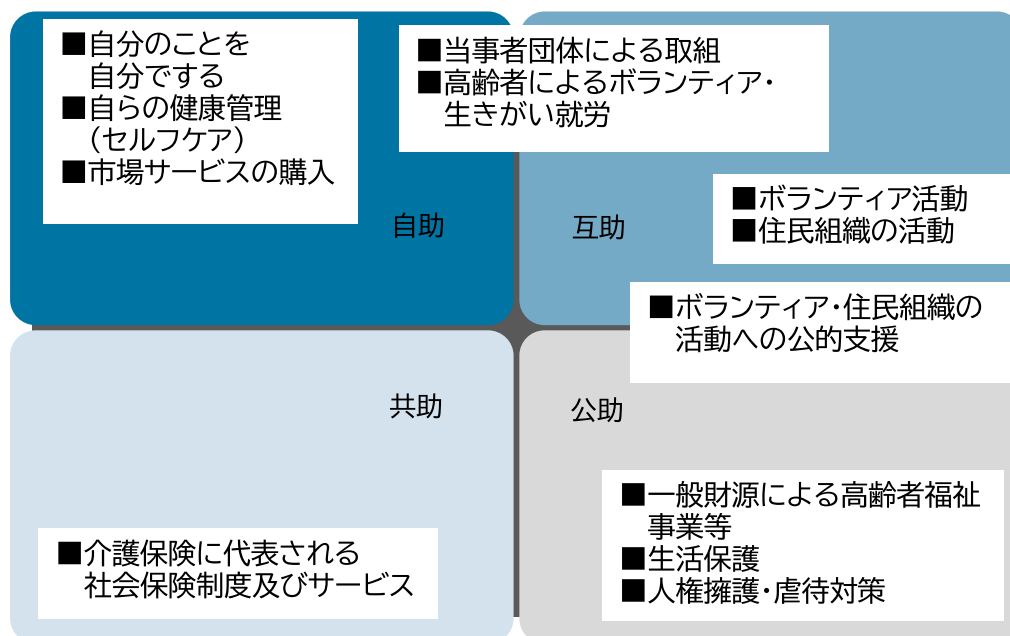 ■自分のことを
自分でする
■自らの健康管理
（セルフケア）
■市場サービスの購入
■当事者団体による取組
■高齢者によるボランティア・
生きがい就労
■ボランティア活動
■住民組織の活動
自助
互助
■ボランティア・住民組織の
活動への公的支援
共助
公助
■介護保険に代表される
社会保険制度及びサービス
■一般財源による高齢者福祉
事業等
■生活保護
■人権擁護・虐待対策